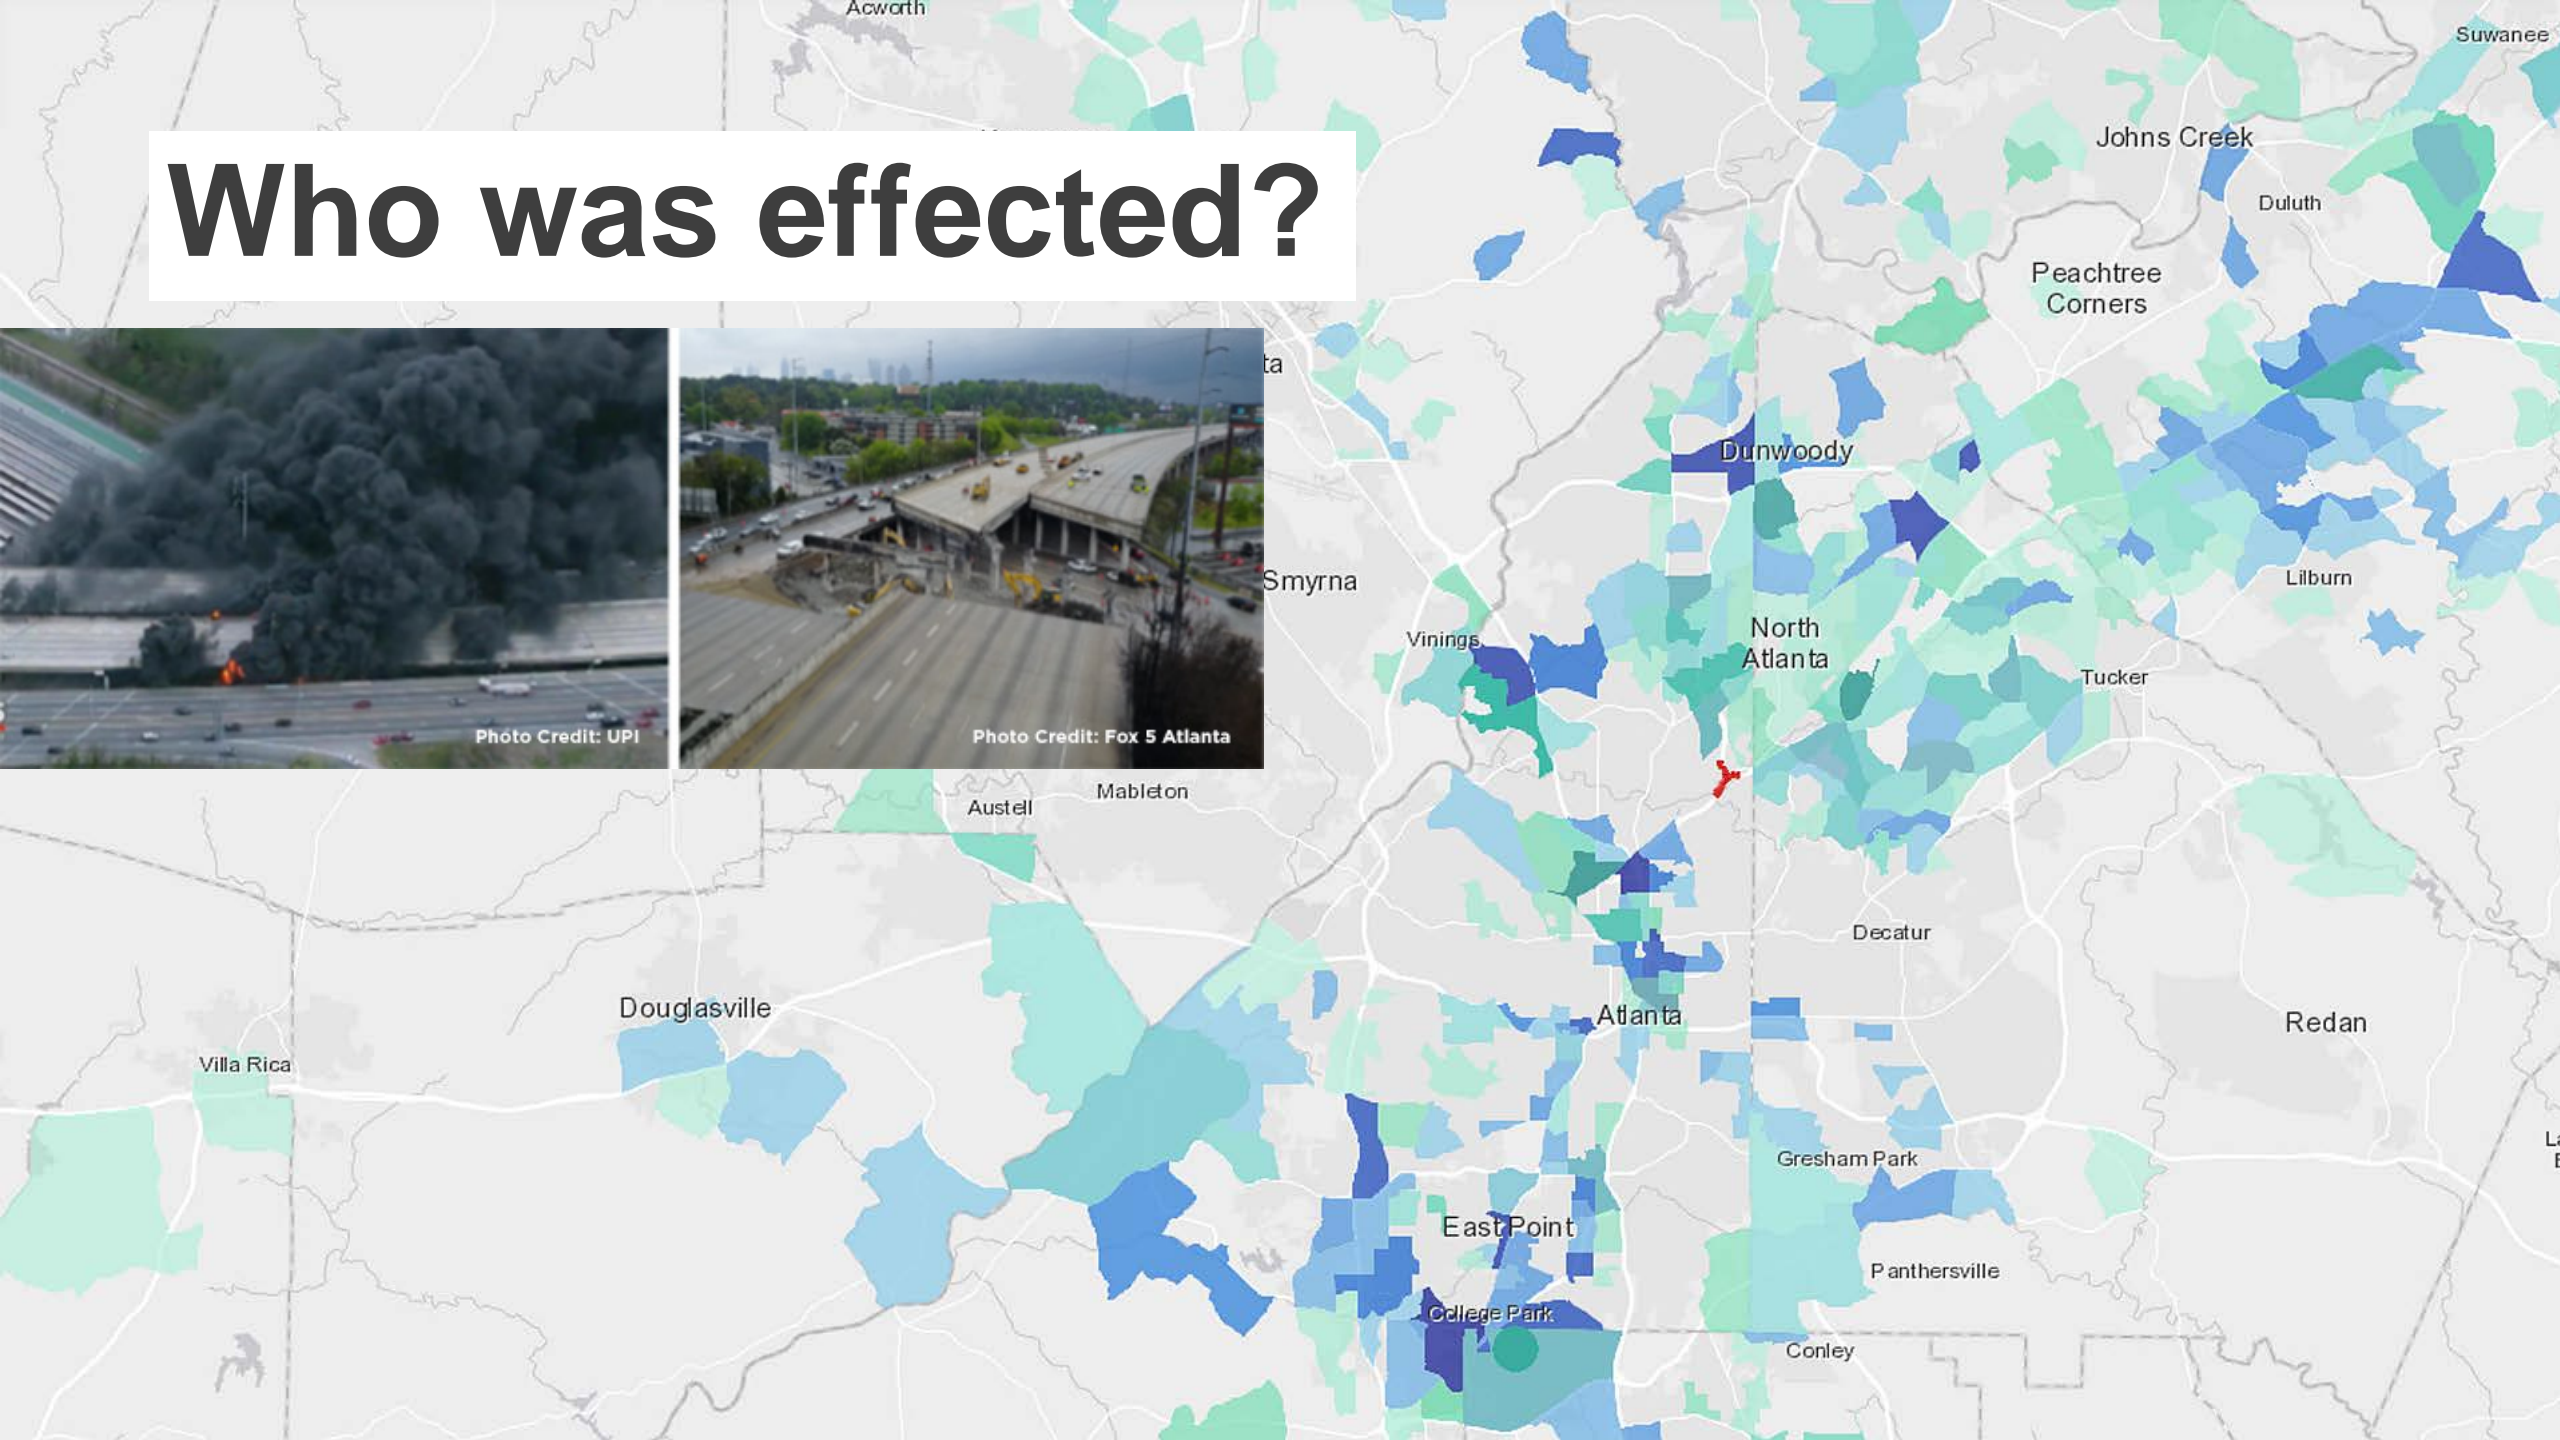 Acworth
Suwanee
Johns Creek
Who was effected?
Duluth
Peachtree
Corners
ta
Dunwoody
Smyrna
Lilburn
North
Atlanta
Vinings
Tucker
Photo Credit: UPI
Photo Credit: Fox 5 Atlanta
Mableton
Austell
Decatur
Douglasville
Atlanta
Redan
Villa Rica
Gresham Park
East Point
Panthersville
College Park
Conley